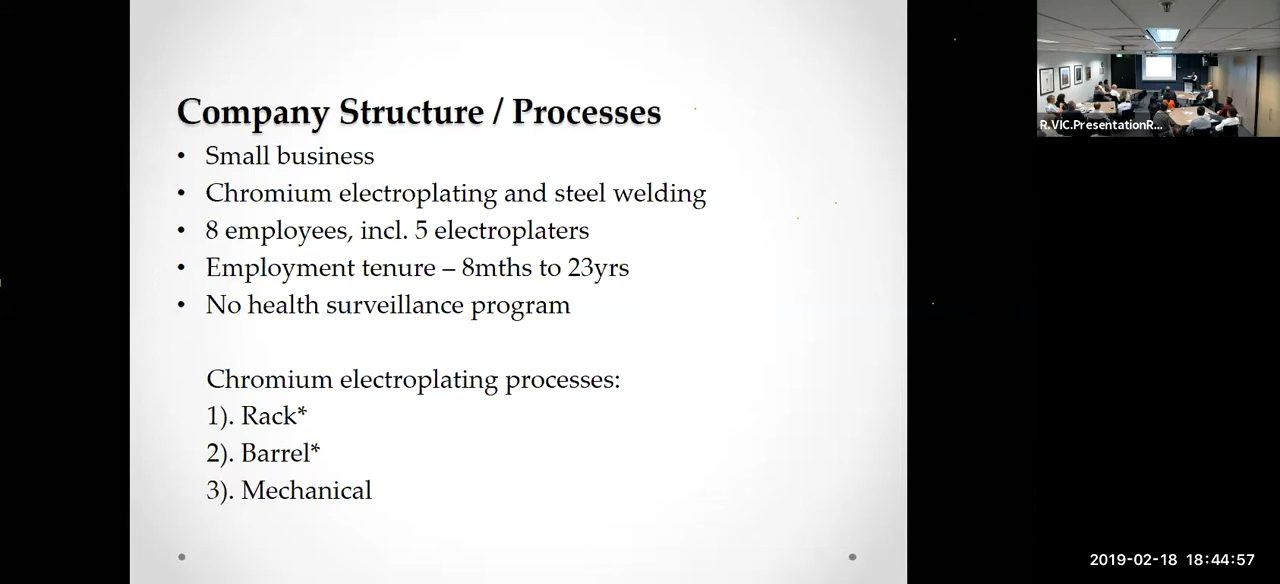 Company Structure / Processes
• Small business
• Chromium electroplating and steel welding
• 8 employees, incl. 5 electroplaters
• Employment tenure – 8mths to 23yrs
• No health surveillance program
Chromium electroplating processes:
1). Rack*
2). Barrel*
3). Mechanical
R.VIC.PresentationR...
2019-02-18 18:44:57